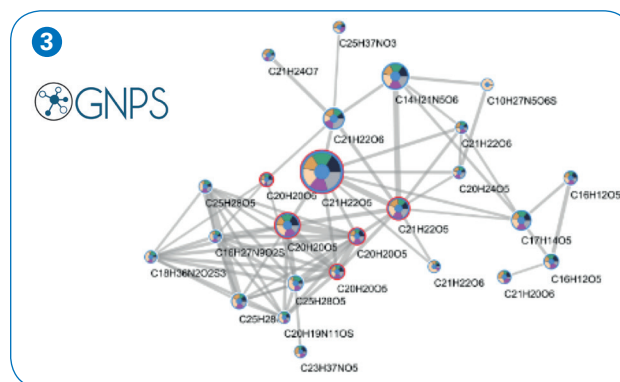 3
GNPS
C25H37NO3
C21H24O7
C14H21N5O6
C10H27N5O6S
C21H22O6
C21H22O6
C20H24O5
C16H12O5
C20H20O6
C21H22O5
C25H28O5
C21H22O5
C17H14O5
C16H27N9O2S
C20H20O5
C20H20O5
C18H36N2O2S3
C20H20O5
C21H22O6
C16H12O5
C21H20O6
C25H28O5
C20H19N11OS
C23H37NO5